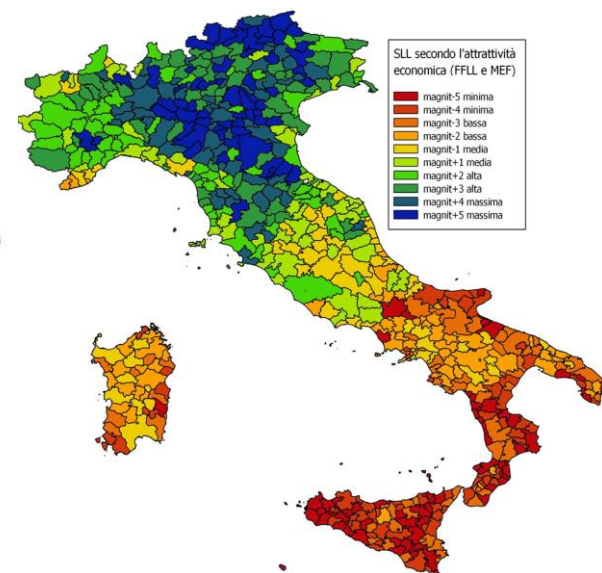 SLL secondo l'attrattività
economica (FFLL e MEF)
magnit-5 minima
magnit-4 minima
magnit-3 bassa
magnit-2 bassa
magnit-1 media
magnit+1 media
magnit+2 alta
magnit+3 alta
magnit+4 massima
magnit+5 massima